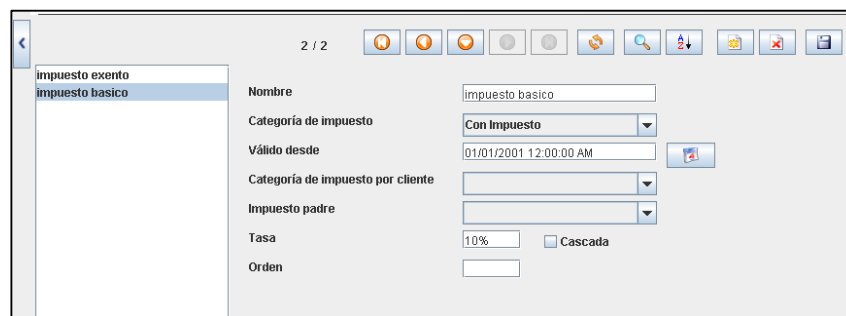 2 / 2
impuesto exento
impuesto basico
Nombre
impuesto basico
Categoría de impuesto
Con Impuesto
Válido desde
01/01/2001 12:00:00 AM
Categoría de impuesto por cliente
Impuesto padre
Tasa
10%
Cascada
Orden